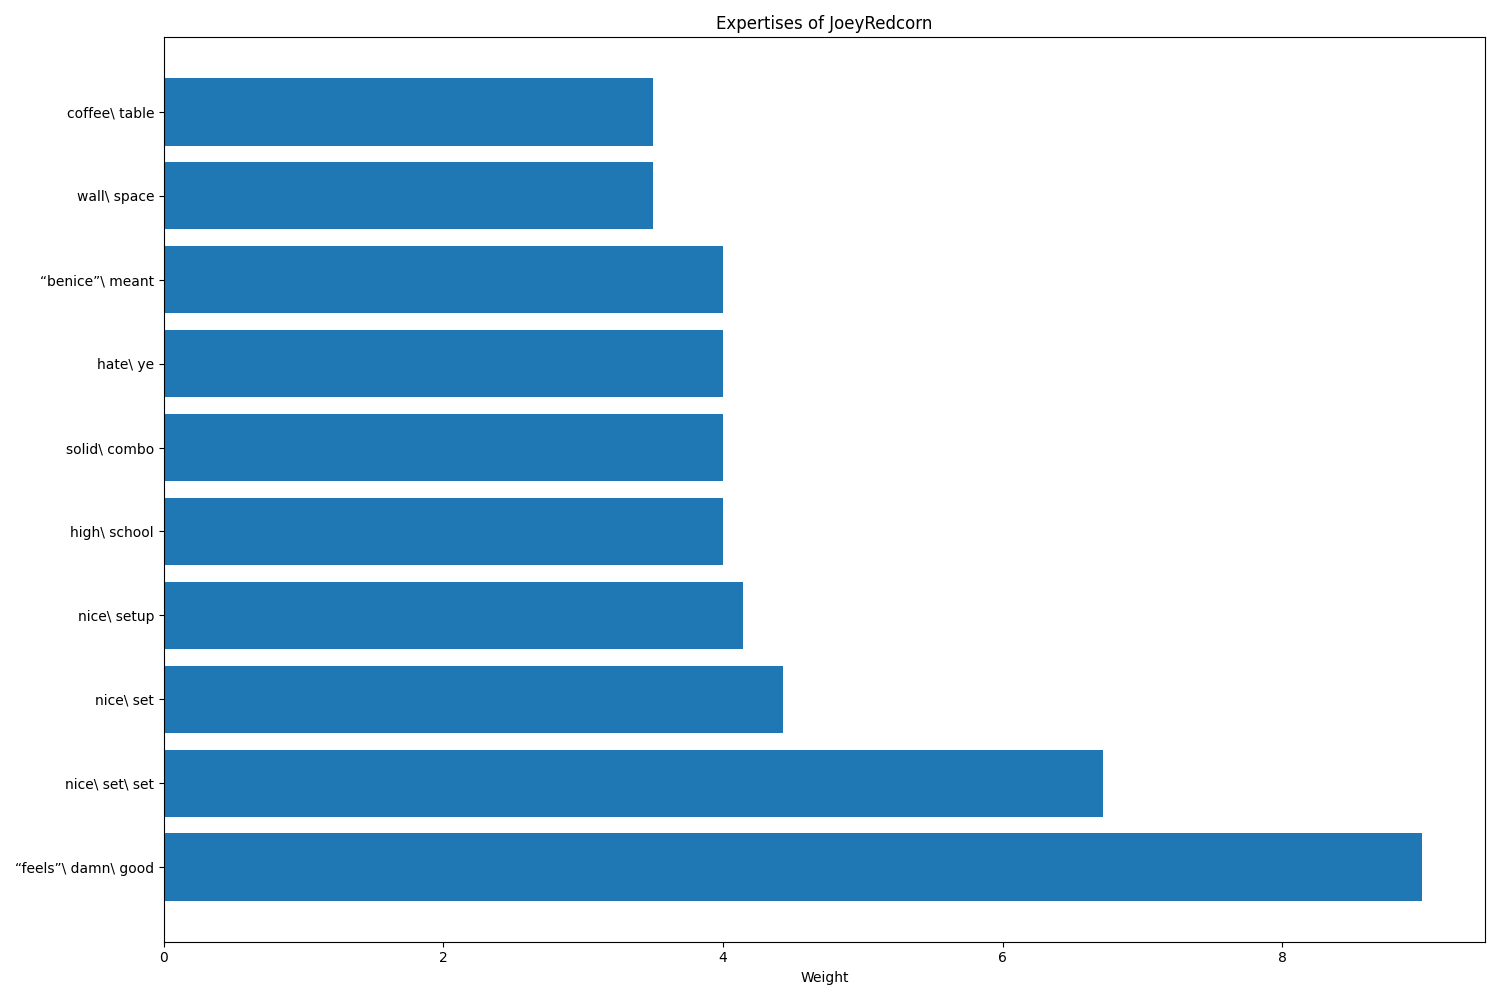 Expertises of JoeyRedcorn
coffee\ table
wall\ space
“benice”\ meant
hate\ ye
solid\ combo
high\ school
nice\ setup
nice\ set
nice\ set\ set
“feels”\ damn\ good
0 2 4 6 8
Weight